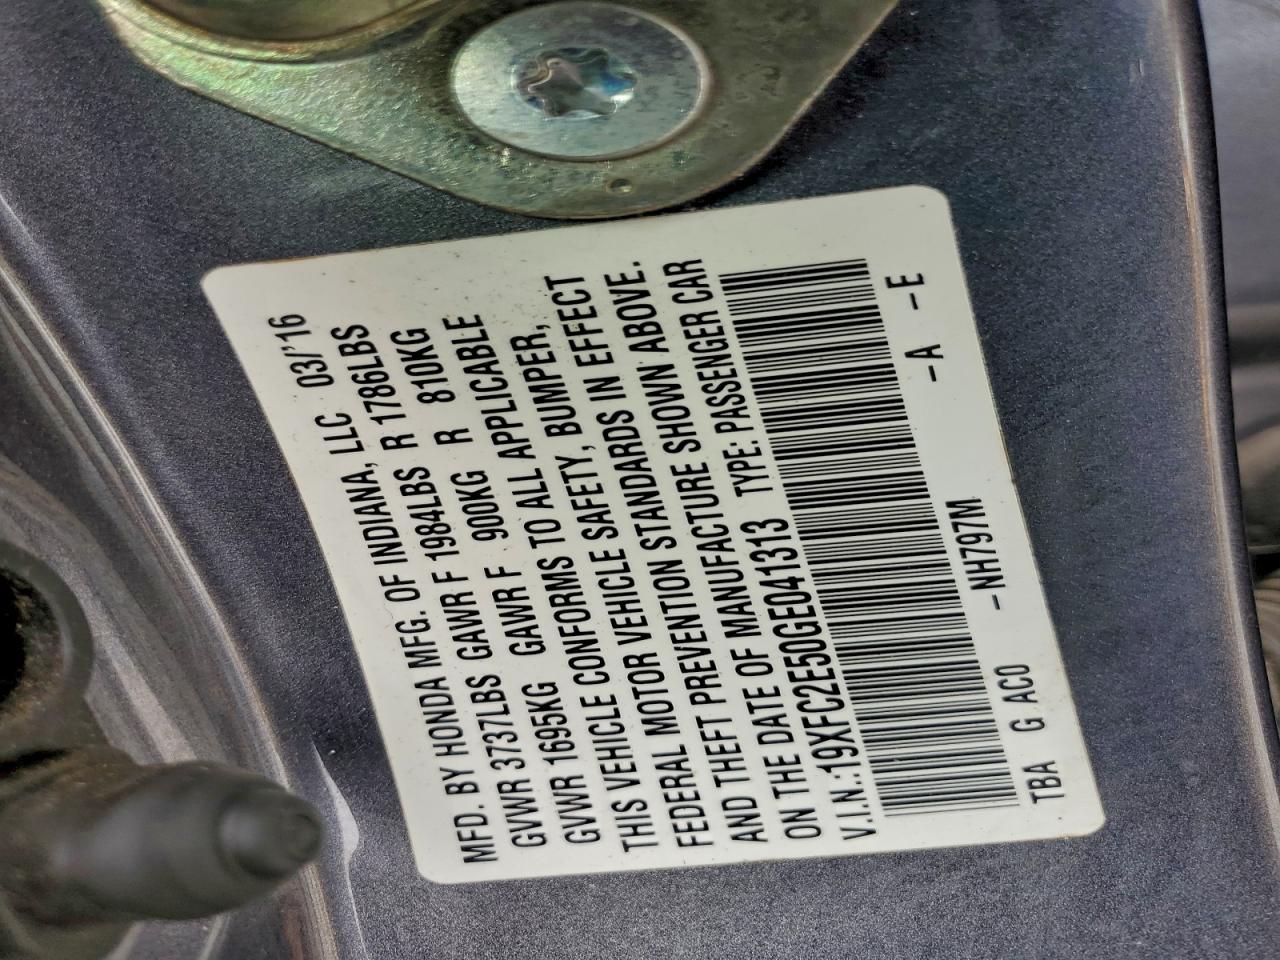 MFD. BY HONDA MFG. OF INDIANA, LLC 03/'16
GVWR 3737LBS GAWR F 1984LBS R 1786LBS
GVWR 1695KG GAWR F 900KG R 810KG
THIS VEHICLE CONFORMS TO ALL APPLICABLE
FEDERAL MOTOR VEHICLE SAFETY, BUMPER,
AND THEFT PREVENTION STANDARDS IN EFFECT
ON THE DATE OF MANUFACTURE SHOWN ABOVE.
V.I.N.:19XFC2E50GE041313 TYPE: PASSENGER CAR
TBA G AC0 -NH797M -A -E